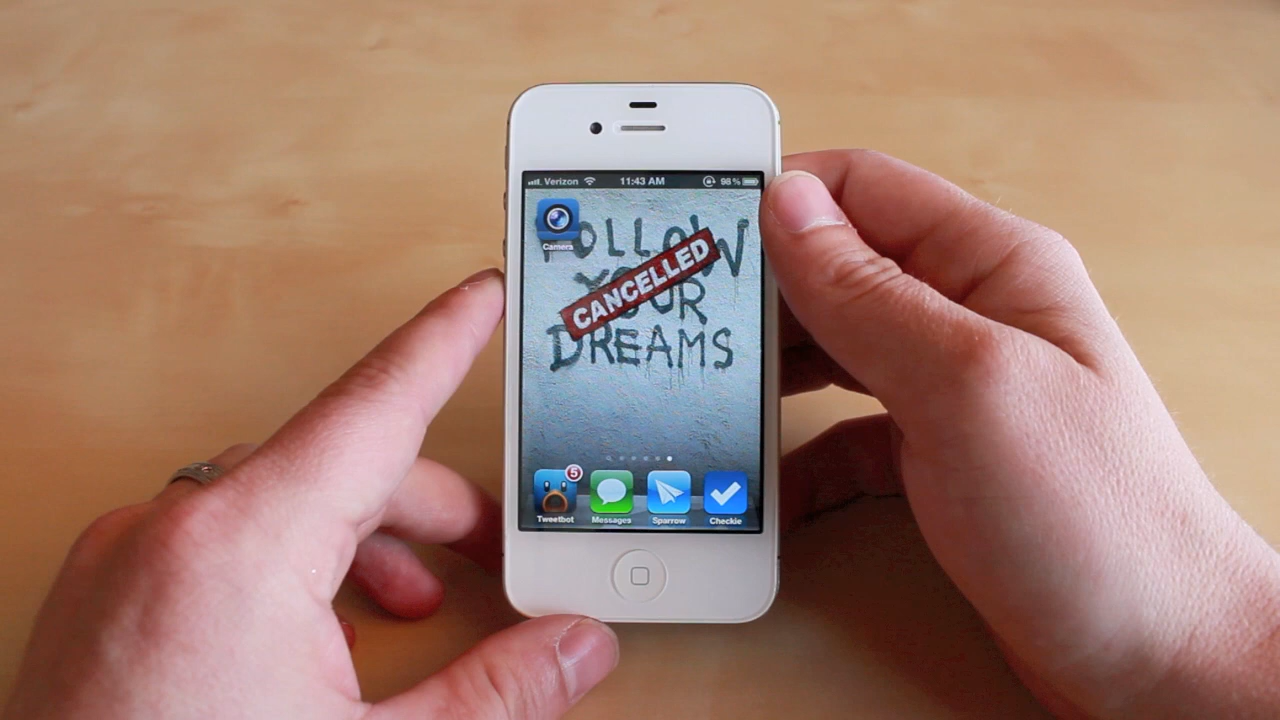 Verizon 11:43 AM 98%
Camera
FOLLOW
YOUR
CANCELLED
DREAMS
5
Tweetbot Messages Sparrow Checkie